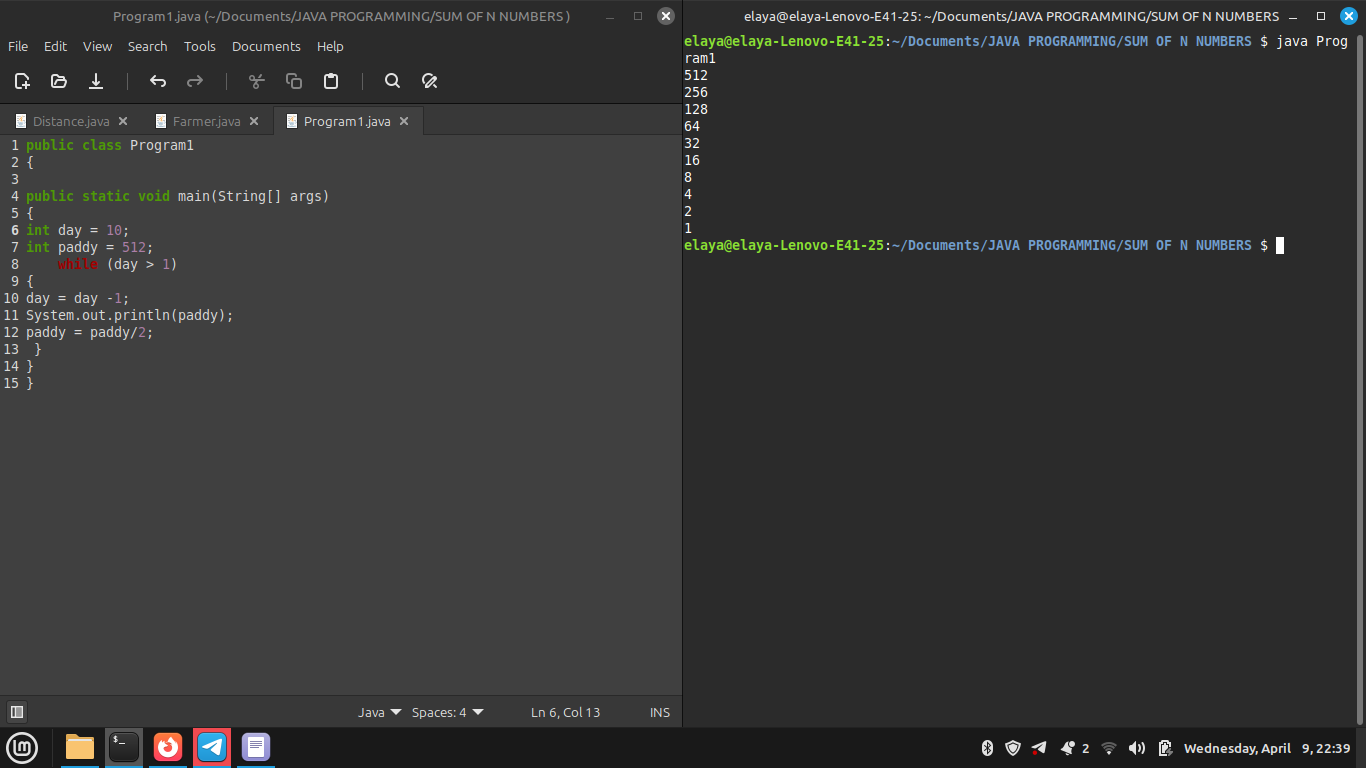 Program1.java (~/Documents/JAVA PROGRAMMING/SUM OF N NUMBERS )
File Edit View Search Tools Documents Help
Distance.java Farmer.java Program1.java
1 public class Program1
2 {
3
4 public static void main(String[] args)
5 {
6 int day = 10;
7 int paddy = 512;
8     while (day > 1)
9 {
10 day = day -1;
11 System.out.println(paddy);
12 paddy = paddy/2;
13  }
14 }
15 }
Java Spaces: 4 Ln 6, Col 13 INS
elaya@elaya-Lenovo-E41-25: ~/Documents/JAVA PROGRAMMING/SUM OF N NUMBERS
elaya@elaya-Lenovo-E41-25:~/Documents/JAVA PROGRAMMING/SUM OF N NUMBERS $ java Prog
ram1
512
256
128
64
32
16
8
4
2
1
elaya@elaya-Lenovo-E41-25:~/Documents/JAVA PROGRAMMING/SUM OF N NUMBERS $
$_
2 Wednesday, April 9, 22:39